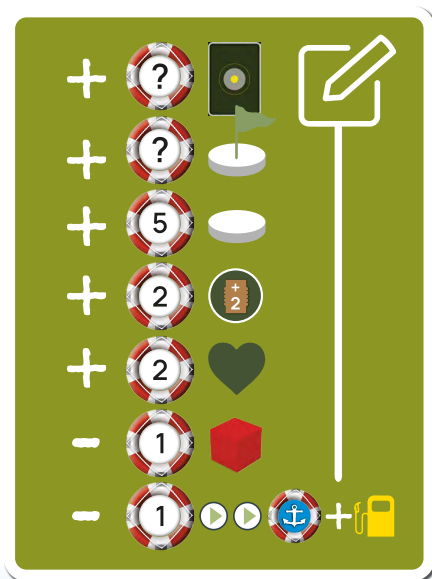 + ?
+ ?
+ 5
+ 2 +2
+ 2
- 1
- 1 +